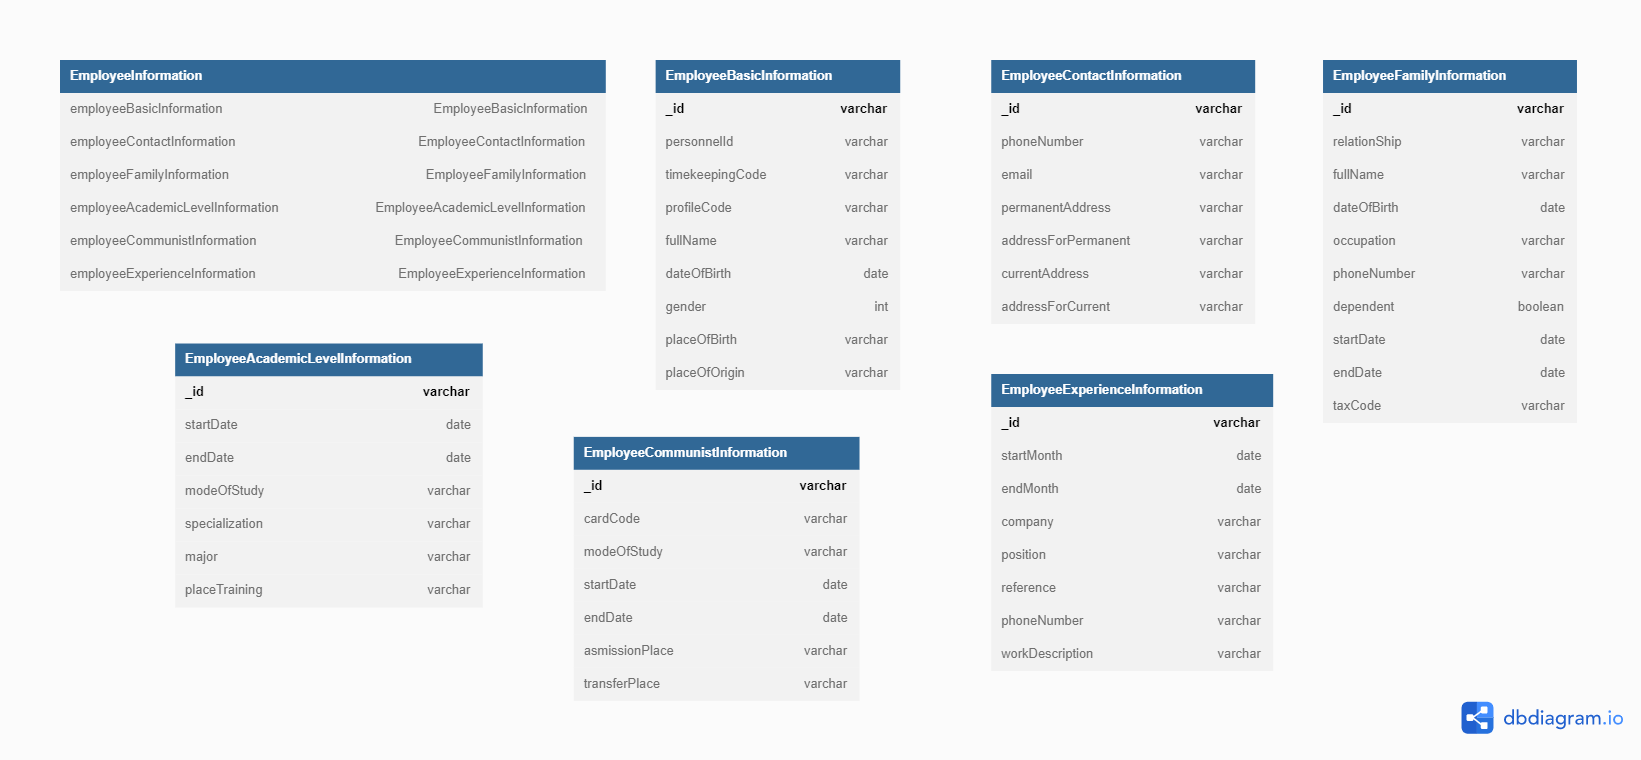 EmployeeInformation
employeeBasicInformation EmployeeBasicInformation
employeeContactInformation EmployeeContactInformation
employeeFamilyInformation EmployeeFamilyInformation
employeeAcademicLevelInformation EmployeeAcademicLevelInformation
employeeCommunistInformation EmployeeCommunistInformation
employeeExperienceInformation EmployeeExperienceInformation
EmployeeBasicInformation
_id varchar
personnelId varchar
timekeepingCode varchar
profileCode varchar
fullName varchar
dateOfBirth date
gender int
placeOfBirth varchar
placeOfOrigin varchar
EmployeeContactInformation
_id varchar
phoneNumber varchar
email varchar
permanentAddress varchar
addressForPermanent varchar
currentAddress varchar
addressForCurrent varchar
EmployeeFamilyInformation
_id varchar
relationShip varchar
fullName varchar
dateOfBirth date
occupation varchar
phoneNumber varchar
dependent boolean
startDate date
endDate date
taxCode varchar
EmployeeAcademicLevelInformation
_id varchar
startDate date
endDate date
modeOfStudy varchar
specialization varchar
major varchar
placeTraining varchar
EmployeeCommunistInformation
_id varchar
cardCode varchar
modeOfStudy varchar
startDate date
endDate date
asmissionPlace varchar
transferPlace varchar
EmployeeExperienceInformation
_id varchar
startMonth date
endMonth date
company varchar
position varchar
reference varchar
phoneNumber varchar
workDescription varchar
dbdiagram.io